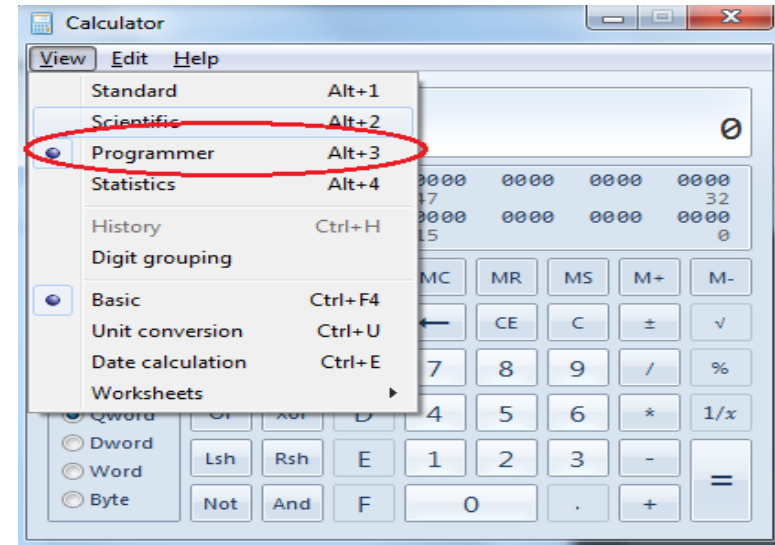 Calculator
View Edit Help
Standard Alt+1
0
Scientific Alt+2
Programmer Alt+3
Statistics Alt+4
0000 0000 0000 0000
47 32
History Ctrl+H
0000 0000 0000 0000
15 0
Digit grouping
MC MR MS M+ M-
Basic Ctrl+F4
Unit conversion Ctrl+U
← CE C ± √
Date calculation Ctrl+E
7 8 9 / %
Worksheets
Qword Or Xor D 4 5 6 * 1/x
Dword
Lsh Rsh E 1 2 3 - =
Word
Byte Not And F 0 . +